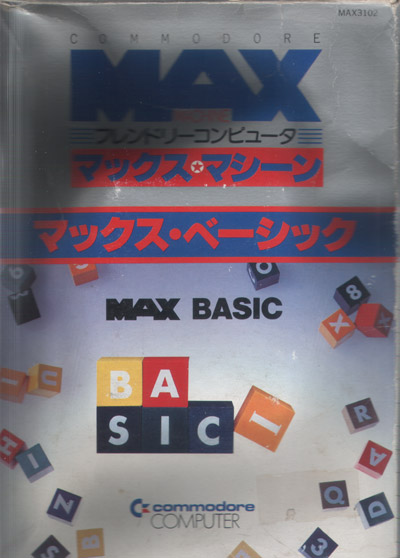 MAX3102
COMMODORE
MAX
MACHINE
フレンドリーコンピュータ
マックス★マシーン
マックス・ベーシック
MAX BASIC
BA
SIC I
commodore
COMPUTER